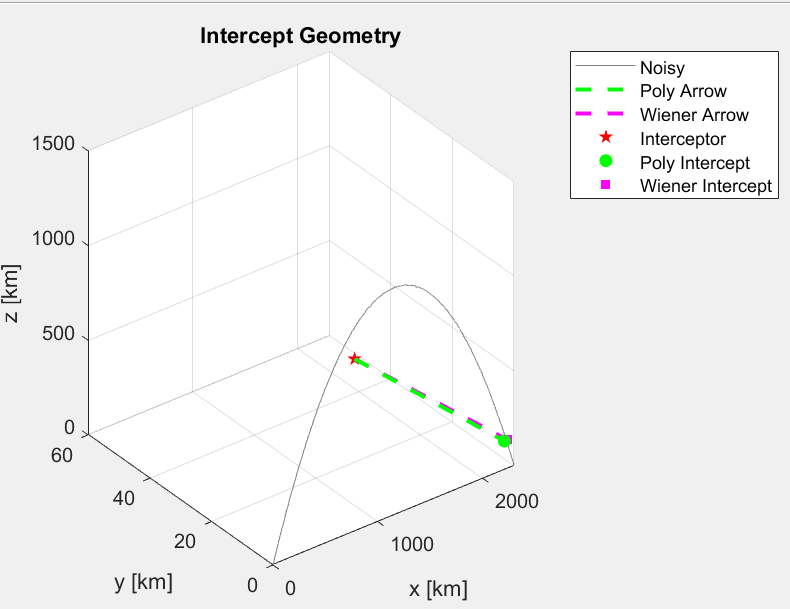 Intercept Geometry
Noisy
Poly Arrow
Wiener Arrow
Interceptor
Poly Intercept
Wiener Intercept
1500
1000
500
0
z [km]
60
40
20
0
y [km]
0
1000
2000
x [km]